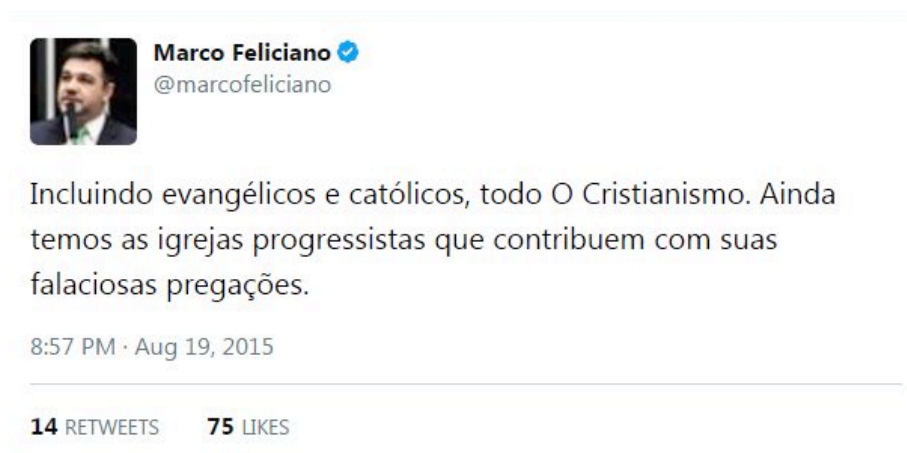 Marco Feliciano
@marcofeliciano
Incluindo evangélicos e católicos, todo O Cristianismo. Ainda
temos as igrejas progressistas que contribuem com suas
falaciosas pregações.
8:57 PM · Aug 19, 2015
14 RETWEETS 75 LIKES